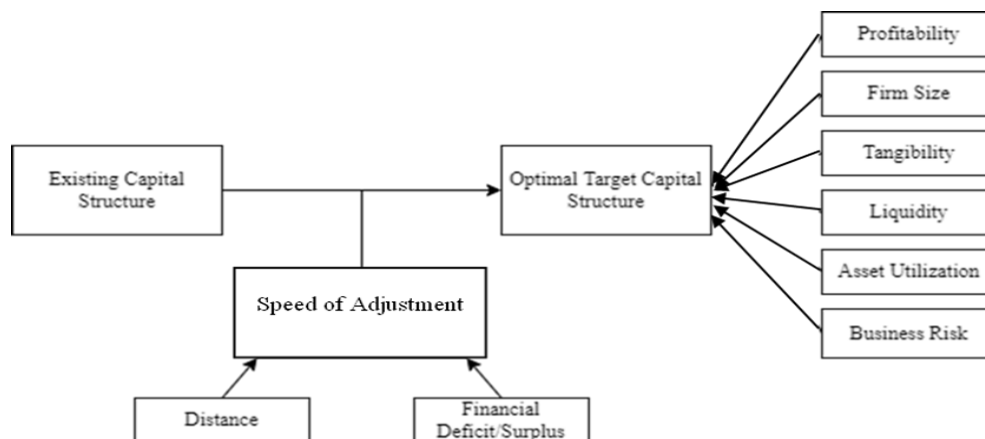 Profitability
Firm Size
Existing Capital
Structure
Optimal Target Capital
Structure
Tangibility
Liquidity
Asset Utilization
Speed of Adjustment
Business Risk
Distance
Financial
Deficit/Surplus